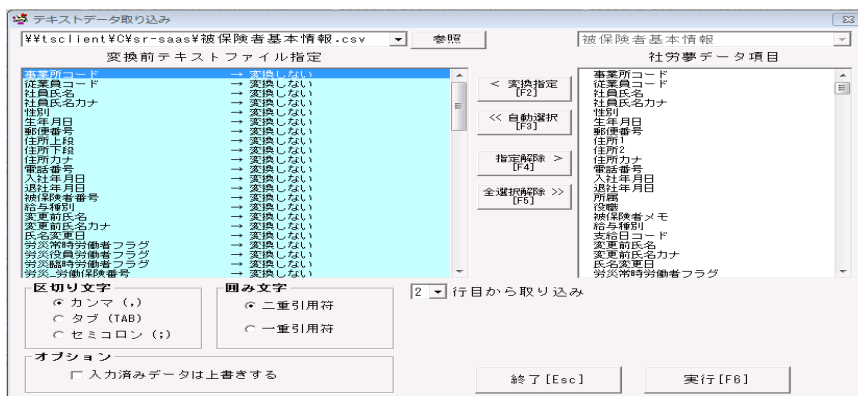 テキストデータ取り込み
¥¥tsclient¥C¥sr-saas¥被保険者基本情報.csv
参照
被保険者基本情報
変換前テキストファイル指定
社労夢データ項目
事業所コード → 変換しない
従業員コード → 変換しない
社員氏名 → 変換しない
社員氏名カナ → 変換しない
性別 → 変換しない
生年月日 → 変換しない
郵便番号 → 変換しない
住所上段 → 変換しない
住所下段 → 変換しない
住所カナ → 変換しない
電話番号 → 変換しない
入社年月日 → 変換しない
退社年月日 → 変換しない
被保険者番号 → 変換しない
給与種別 → 変換しない
変更前氏名 → 変換しない
変更前氏名カナ → 変換しない
氏名変更日 → 変換しない
労災常時労働者フラグ → 変換しない
労災役員労働者フラグ → 変換しない
労災臨時労働者フラグ → 変換しない
労災_労働保険番号 → 変換しない
< 変換指定
[F2]
<< 自動選択
[F3]
指定解除 >
[F4]
全選択解除 >>
[F5]
事業所コード
従業員コード
社員氏名
社員氏名カナ
性別
生年月日
郵便番号
住所1
住所2
住所カナ
電話番号
入社年月日
退社年月日
所属
役職
被保険者メモ
給与種別
支給日コード
変更前氏名
変更前氏名カナ
氏名変更日
労災常時労働者フラグ
区切り文字
カンマ (,)
タブ (TAB)
セミコロン (;)
囲み文字
二重引用符
一重引用符
2 行目から取り込み
オプション
入力済みデータは上書きする
終了[Esc]
実行[F6]